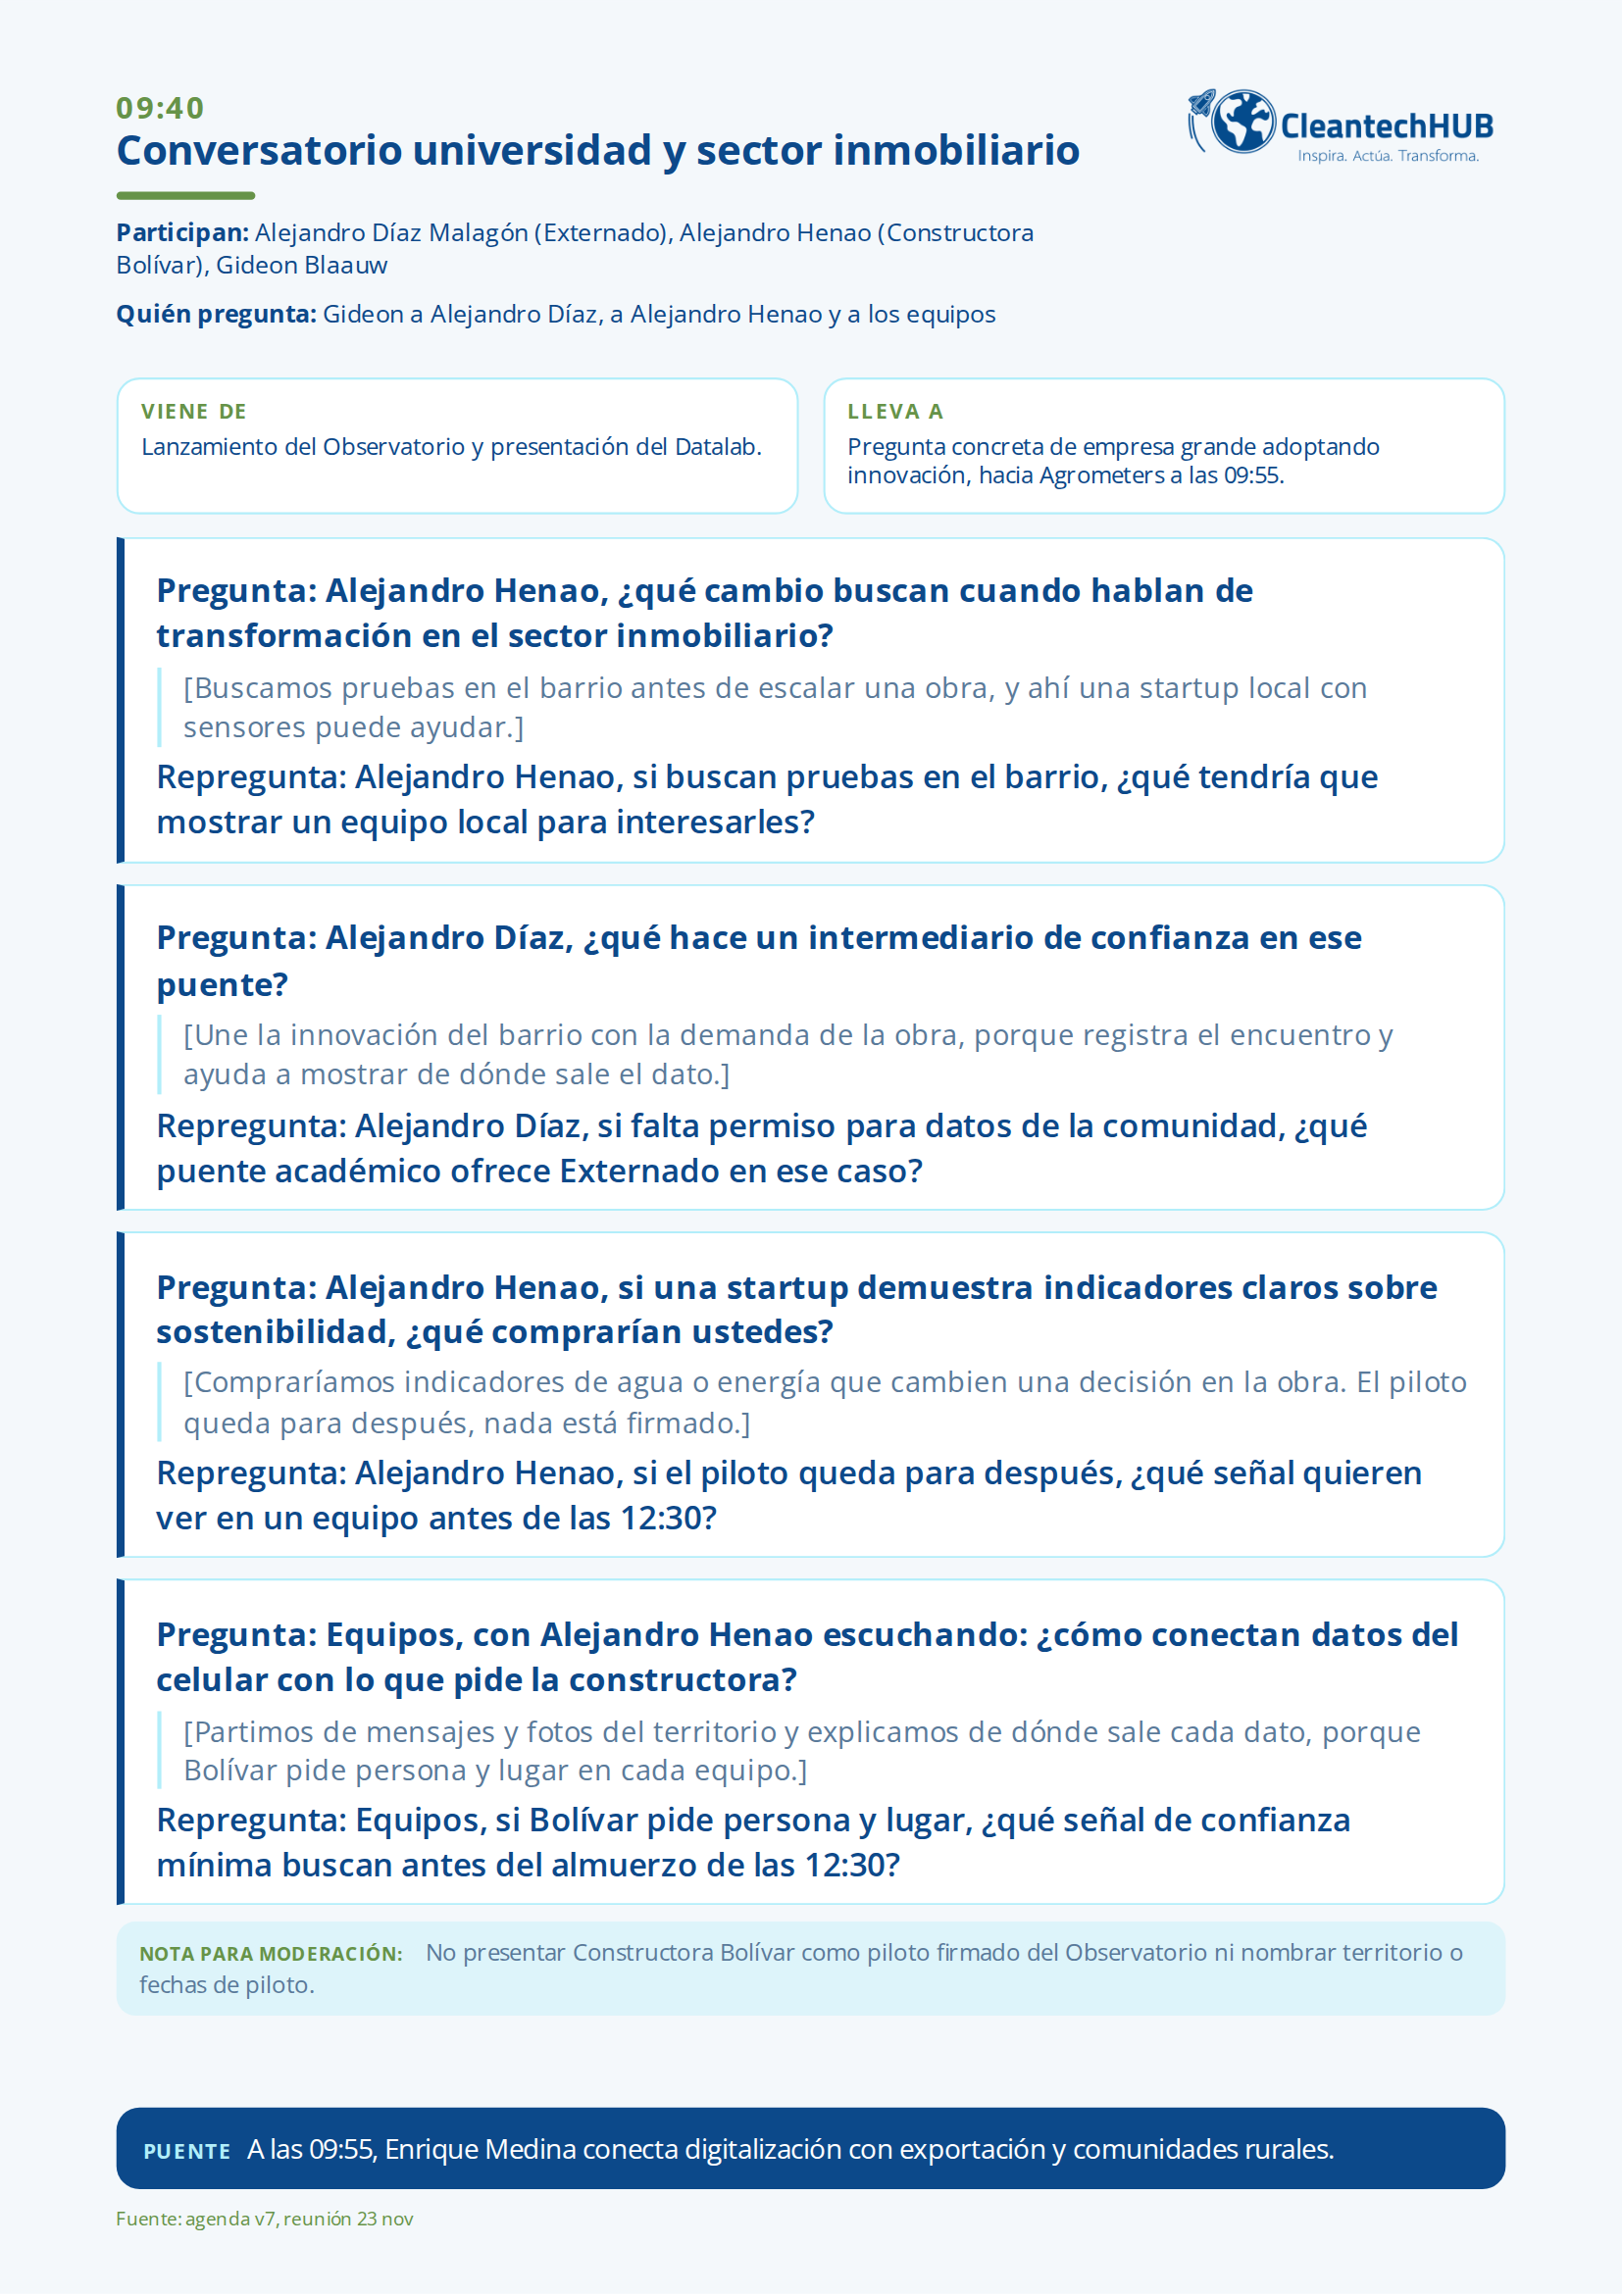 09:40
Conversatorio universidad y sector inmobiliario
CleantechHUB
Inspira. Actúa. Transforma.
Participan: Alejandro Díaz Malagón (Externado), Alejandro Henao (Constructora
Bolívar), Gideon Blaauw
Quién pregunta: Gideon a Alejandro Díaz, a Alejandro Henao y a los equipos
VIENE DE
Lanzamiento del Observatorio y presentación del Datalab.
LLEVA A
Pregunta concreta de empresa grande adoptando
innovación, hacia Agrometers a las 09:55.
Pregunta: Alejandro Henao, ¿qué cambio buscan cuando hablan de
transformación en el sector inmobiliario?
[Buscamos pruebas en el barrio antes de escalar una obra, y ahí una startup local con
sensores puede ayudar.]
Repregunta: Alejandro Henao, si buscan pruebas en el barrio, ¿qué tendría que
mostrar un equipo local para interesarles?
Pregunta: Alejandro Díaz, ¿qué hace un intermediario de confianza en ese
puente?
[Une la innovación del barrio con la demanda de la obra, porque registra el encuentro y
ayuda a mostrar de dónde sale el dato.]
Repregunta: Alejandro Díaz, si falta permiso para datos de la comunidad, ¿qué
puente académico ofrece Externado en ese caso?
Pregunta: Alejandro Henao, si una startup demuestra indicadores claros sobre
sostenibilidad, ¿qué comprarían ustedes?
[Compraríamos indicadores de agua o energía que cambien una decisión en la obra. El piloto
queda para después, nada está firmado.]
Repregunta: Alejandro Henao, si el piloto queda para después, ¿qué señal quieren
ver en un equipo antes de las 12:30?
Pregunta: Equipos, con Alejandro Henao escuchando: ¿cómo conectan datos del
celular con lo que pide la constructora?
[Partimos de mensajes y fotos del territorio y explicamos de dónde sale cada dato, porque
Bolívar pide persona y lugar en cada equipo.]
Repregunta: Equipos, si Bolívar pide persona y lugar, ¿qué señal de confianza
mínima buscan antes del almuerzo de las 12:30?
NOTA PARA MODERACIÓN: No presentar Constructora Bolívar como piloto firmado del Observatorio ni nombrar territorio o
fechas de piloto.
PUENTE A las 09:55, Enrique Medina conecta digitalización con exportación y comunidades rurales.
Fuente: agenda v7, reunión 23 nov